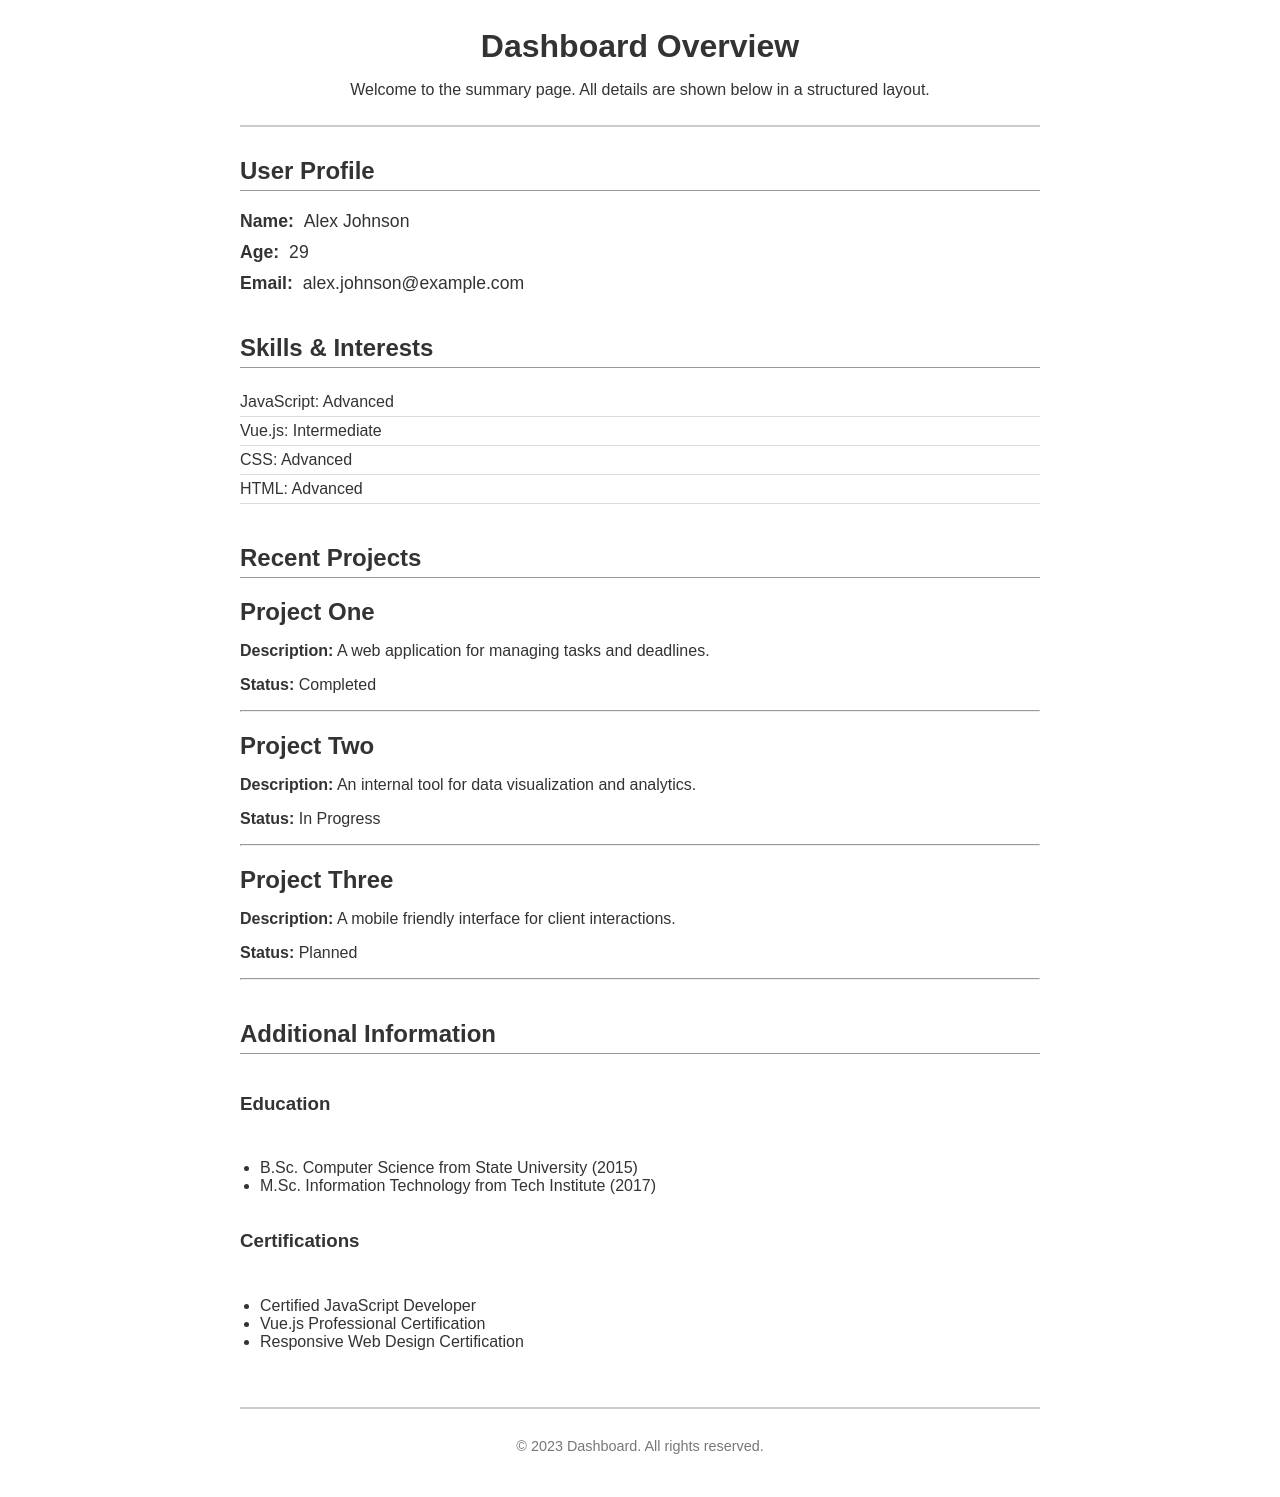 Dashboard Overview
Welcome to the summary page. All details are shown below in a structured layout.
User Profile
Name: Alex Johnson
Age: 29
Email: alex.johnson@example.com
Skills & Interests
JavaScript: Advanced
Vue.js: Intermediate
CSS: Advanced
HTML: Advanced
Recent Projects
Project One
Description: A web application for managing tasks and deadlines.
Status: Completed
Project Two
Description: An internal tool for data visualization and analytics.
Status: In Progress
Project Three
Description: A mobile friendly interface for client interactions.
Status: Planned
Additional Information
Education
• B.Sc. Computer Science from State University (2015)
• M.Sc. Information Technology from Tech Institute (2017)
Certifications
• Certified JavaScript Developer
• Vue.js Professional Certification
• Responsive Web Design Certification
© 2023 Dashboard. All rights reserved.